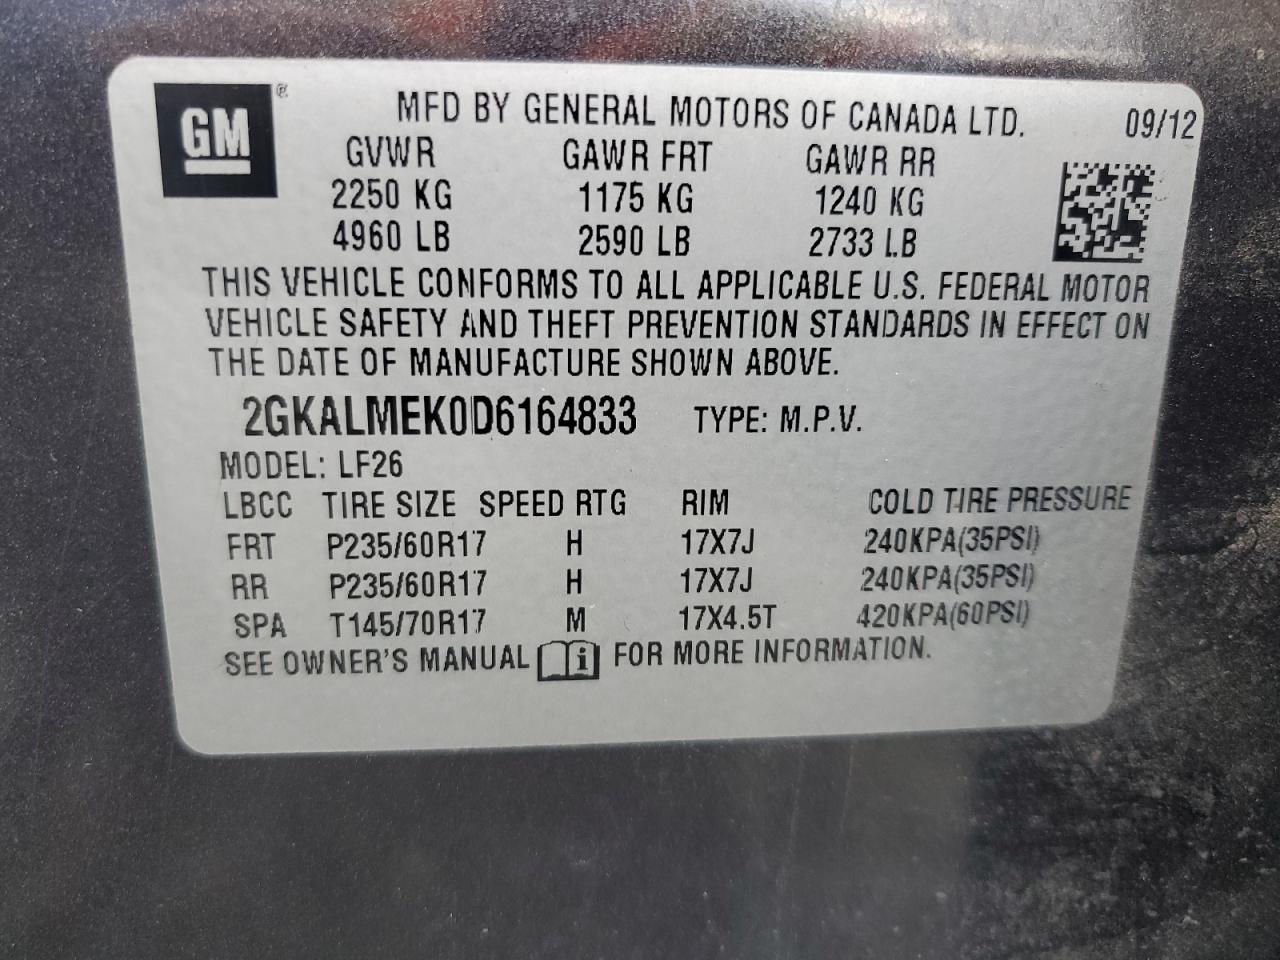 GM ®
MFD BY GENERAL MOTORS OF CANADA LTD. 09/12
GVWR GAWR FRT GAWR RR
2250 KG 1175 KG 1240 KG
4960 LB 2590 LB 2733 LB
THIS VEHICLE CONFORMS TO ALL APPLICABLE U.S. FEDERAL MOTOR
VEHICLE SAFETY AND THEFT PREVENTION STANDARDS IN EFFECT ON
THE DATE OF MANUFACTURE SHOWN ABOVE.
2GKALMEK0D6164833 TYPE: M.P.V.
MODEL: LF26
LBCC TIRE SIZE SPEED RTG RIM COLD TIRE PRESSURE
FRT P235/60R17 H 17X7J 240KPA(35PSI)
RR P235/60R17 H 17X7J 240KPA(35PSI)
SPA T145/70R17 M 17X4.5T 420KPA(60PSI)
SEE OWNER'S MANUAL i FOR MORE INFORMATION.